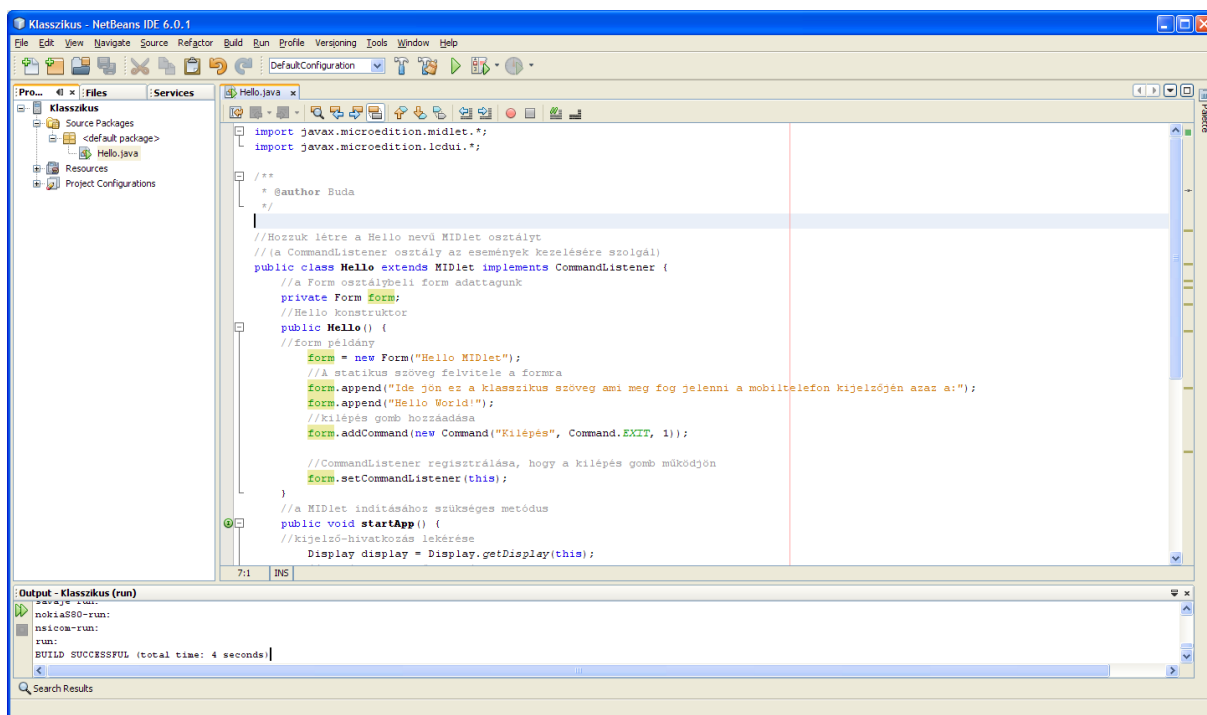 Klasszikus - NetBeans IDE 6.0.1
File Edit View Navigate Source Refactor Build Run Profile Versioning Tools Window Help
DefaultConfiguration
Pro... Files Services
Hello.java
Klasszikus
Source Packages
<default package>
Hello.java
Resources
Project Configurations
Palette
import javax.microedition.midlet.*;
import javax.microedition.lcdui.*;
/**
* @author Buda
*/
//Hozzuk létre a Hello nevű MIDlet osztályt
//(a CommandListener osztály az események kezelésére szolgál)
public class Hello extends MIDlet implements CommandListener {
//a Form osztálybeli form adattagunk
private Form form;
//Hello konstruktor
public Hello() {
//form példány
form = new Form("Hello MIDlet");
//A statikus szöveg felvitele a formra
form.append("Ide jön ez a klasszikus szöveg ami meg fog jelenni a mobiltelefon kijelzőjén azaz a:");
form.append("Hello World!");
//kilépés gomb hozzáadása
form.addCommand(new Command("Kilépés", Command.EXIT, 1));
//CommandListener regisztrálása, hogy a kilépés gomb működjön
form.setCommandListener(this);
}
//a MIDlet indításához szükséges metódus
public void startApp() {
//kijelző-hivatkozás lekérése
Display display = Display.getDisplay(this);
7:1 INS
Output - Klasszikus (run)
savaje-run:
nokiaS80-run:
nsicom-run:
run:
BUILD SUCCESSFUL (total time: 4 seconds)
Search Results